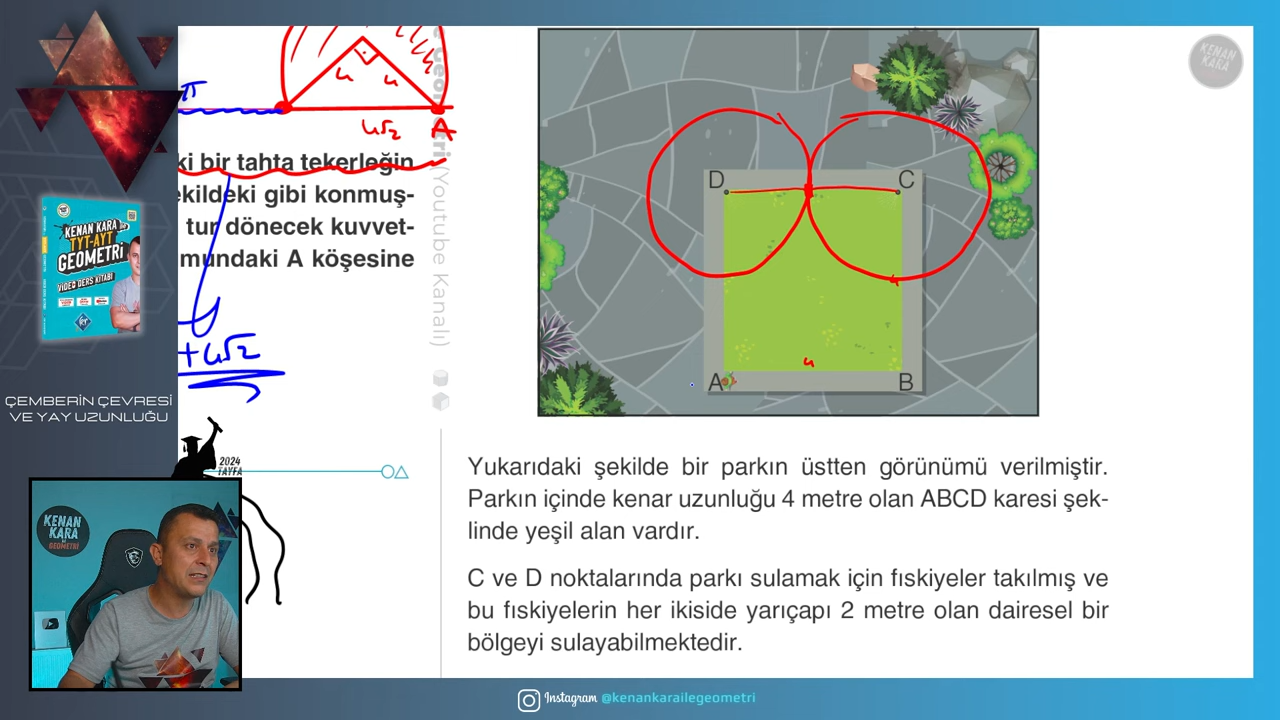 KENAN KARA
TYT-AYT
GEOMETRİ
VİDEO DERS KİTABI
ÇEMBERİN ÇEVRESİ
VE YAY UZUNLUĞU
π
4
4
4√2
A
ki bir tahta tekerleğin
ekildeki gibi konmuş-
tur dönecek kuvvet-
mundaki A köşesine
+4√2
2024
TAYFA
(Youtube Kanalı)
KENAN
KARA
D
C
4
4
A
B
Yukarıdaki şekilde bir parkın üstten görünümü verilmiştir.
Parkın içinde kenar uzunluğu 4 metre olan ABCD karesi şek-
linde yeşil alan vardır.
C ve D noktalarında parkı sulamak için fıskiyeler takılmış ve
bu fıskiyelerin her ikiside yarıçapı 2 metre olan dairesel bir
bölgeyi sulayabilmektedir.
KENAN
KARA
GEOMETRİ
Instagram @kenankarailegeometri